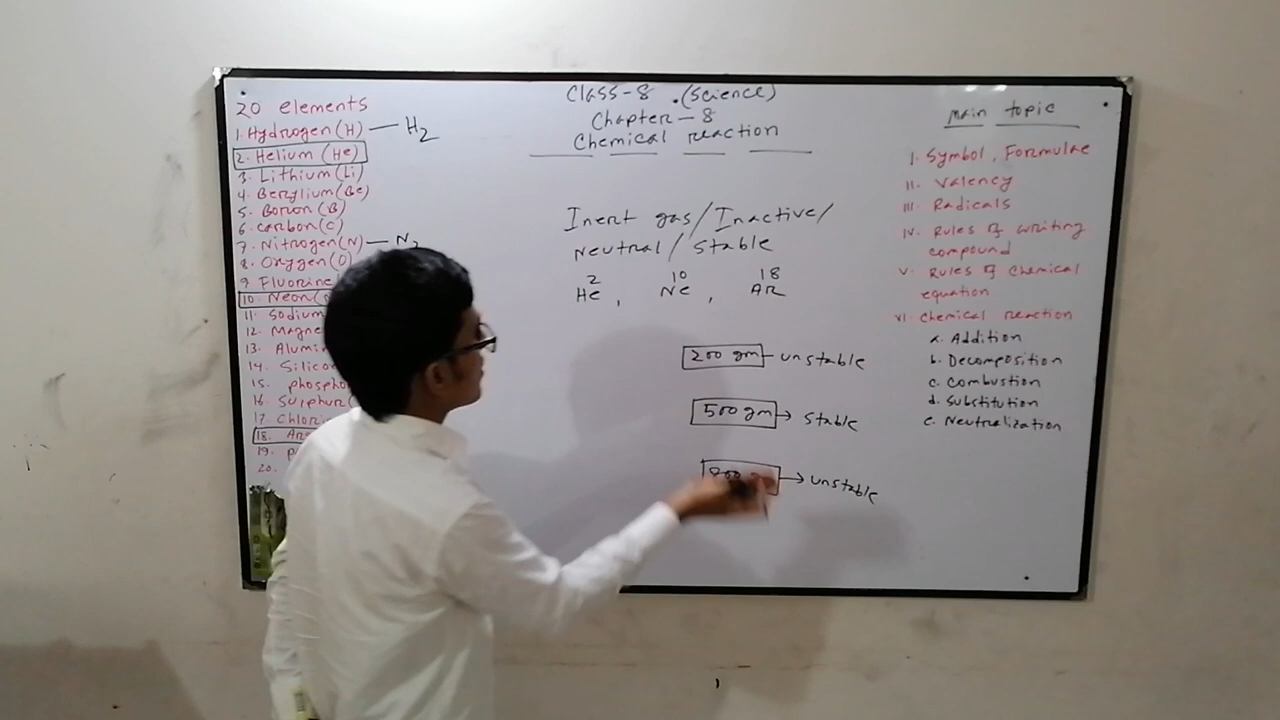 20 elements
1. Hydrogen (H) — H2
2. Helium (He)
3. Lithium (Li)
4. Berylium (Be)
5. Boron (B)
6. carbon (C)
7. Nitrogen (N) — N2
8. Oxygen (O)
9. Fluorine
10. Neon
11. Sodium
12. Magne
13. Alumin
14. Silico
15. phospho
16. Sulphur (
17. Chlori
18. Ar
19. p
20.
Class-8 (Science)
Chapter - 8
Chemical reaction
Inert gas/Inactive/
Neutral/Stable
2 10 18
He, Ne, Ar
200 gm — unstable
500 gm → stable
→ unstable
main topic
I. Symbol, Formulae
II. Valency
III. Radicals
IV. Rules of writing
compound
V. Rules of chemical
equation
VI. chemical reaction
a. Addition
b. Decomposition
c. Combustion
d. Substitution
e. Neutralization